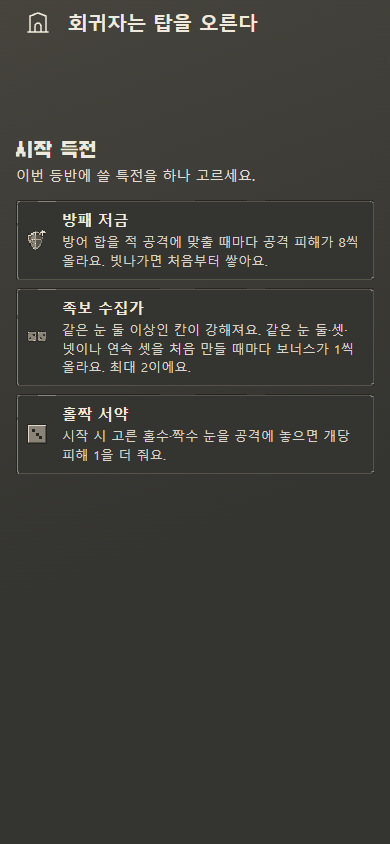 회귀자는 탑을 오른다
시작 특전
이번 등반에 쓸 특전을 하나 고르세요.
방패 저금
방어 합을 적 공격에 맞출 때마다 공격 피해가 8씩
올라요. 빗나가면 처음부터 쌓아요.
족보 수집가
같은 눈 둘 이상인 칸이 강해져요. 같은 눈 둘·셋·
넷이나 연속 셋을 처음 만들 때마다 보너스가 1씩
올라요. 최대 2이에요.
홀짝 서약
시작 시 고른 홀수·짝수 눈을 공격에 놓으면 개당
피해 1을 더 줘요.